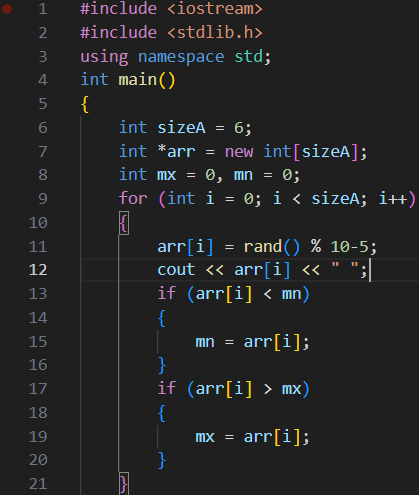 1 #include <iostream>
2 #include <stdlib.h>
3 using namespace std;
4 int main()
5 {
6     int sizeA = 6;
7     int *arr = new int[sizeA];
8     int mx = 0, mn = 0;
9     for (int i = 0; i < sizeA; i++)
10     {
11         arr[i] = rand() % 10-5;
12         cout << arr[i] << " ";
13         if (arr[i] < mn)
14         {
15             mn = arr[i];
16         }
17         if (arr[i] > mx)
18         {
19             mx = arr[i];
20         }
21     }